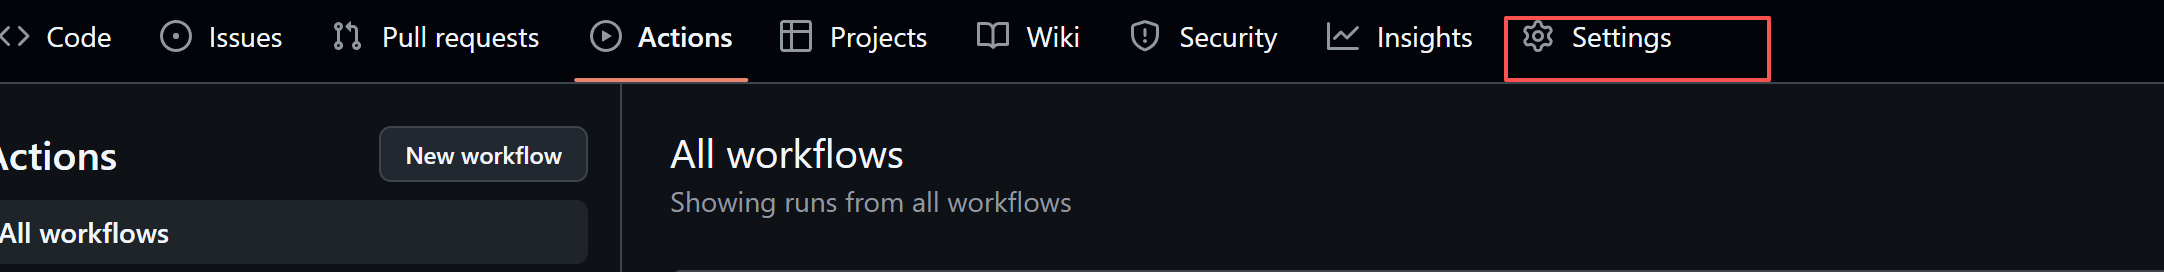 Code Issues Pull requests Actions Projects Wiki Security Insights Settings
Actions New workflow
All workflows
Showing runs from all workflows
All workflows